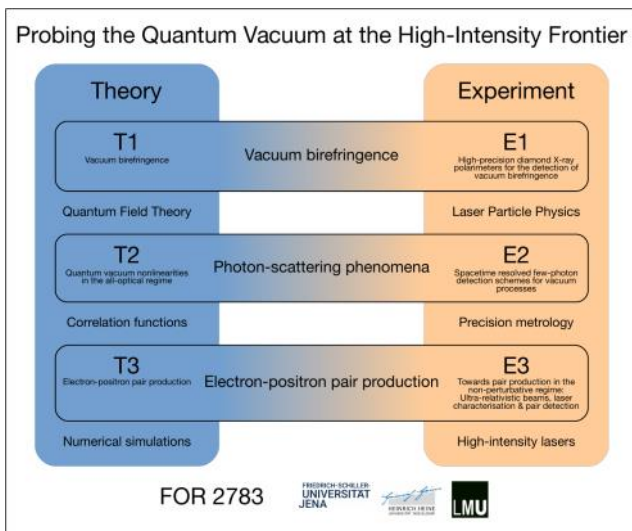 Probing the Quantum Vacuum at the High-Intensity Frontier
Theory
Experiment
T1
Vacuum birefringence
Vacuum birefringence
E1
High-precision diamond X-ray
polarimeters for the detection of
vacuum birefringence
Quantum Field Theory
Laser Particle Physics
T2
Quantum vacuum nonlinearities
in the all-optical regime
Photon-scattering phenomena
E2
Spacetime resolved few-photon
detection schemes for vacuum
processes
Correlation functions
Precision metrology
T3
Electron-positron pair production
Electron-positron pair production
E3
Towards pair production in the
non-perturbative regime:
Ultra-relativistic beams, laser
characterisation & pair detection
Numerical simulations
High-intensity lasers
FOR 2783
FRIEDRICH-SCHILLER-
UNIVERSITÄT
JENA
HEINRICH HEINE
LMU